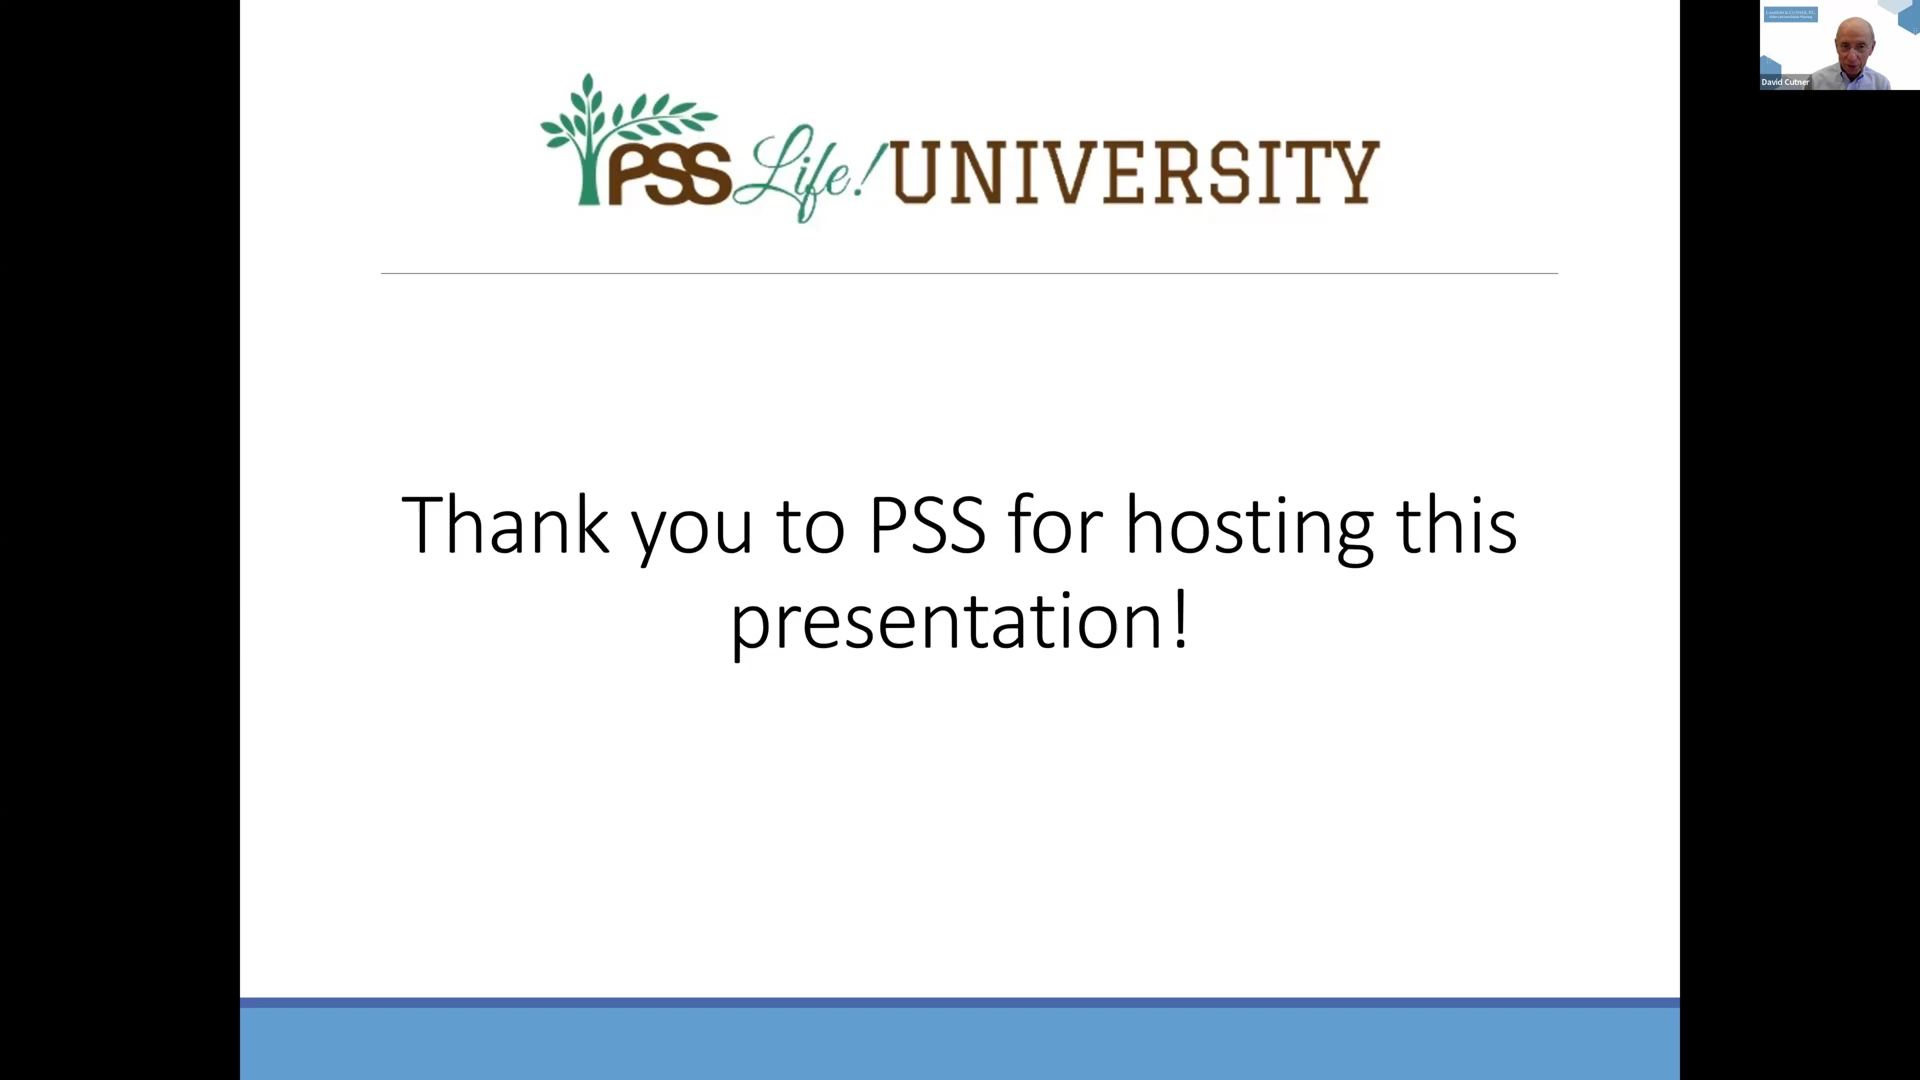 PSS Life! UNIVERSITY
Thank you to PSS for hosting this
presentation!
David Cutner